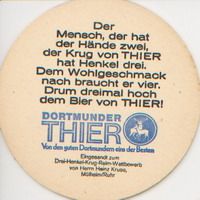 Der
Mensch, der hat
der Hände zwei,
der Krug von THIER
hat Henkel drei.
Dem Wohlgeschmack
nach braucht er vier.
Drum dreimal hoch
dem Bier von THIER!
DORTMUNDER
THIER
Von den guten Dortmundern eins der Besten
Eingesandt zum
Drei-Henkel-Krug-Reim-Wettbewerb
von Herrn Heinz Kruse,
Mülheim/Ruhr